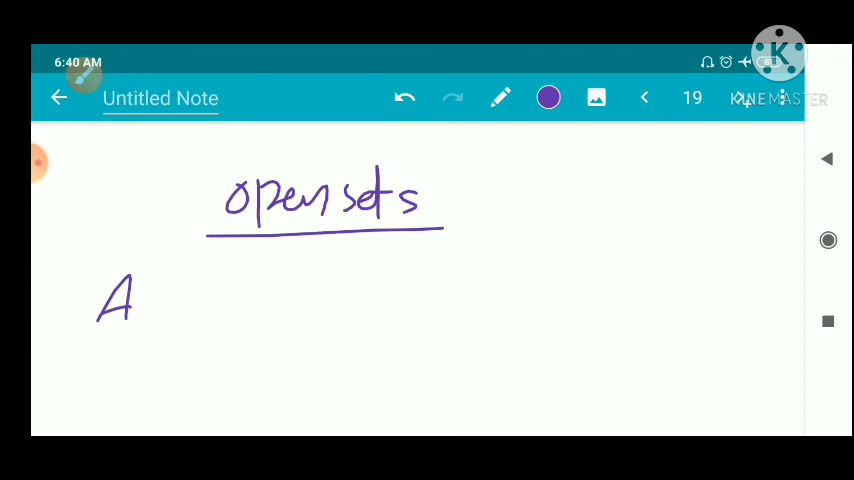 6:40 AM
K
Untitled Note
19
KINEMASTER
open sets
A